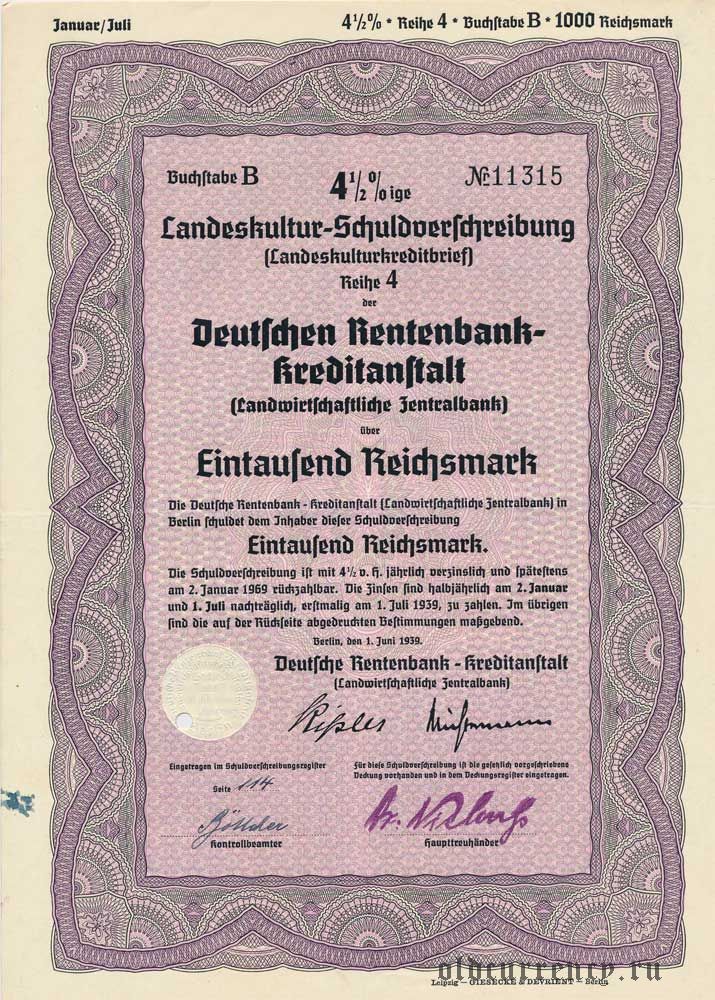 Januar/Juli
4½% * Reihe 4 * Buchstabe B * 1000 Reichsmark
Buchstabe B
4½%ige
№ 11315
Landeskultur-Schuldverschreibung
(Landeskulturkreditbrief)
Reihe 4
der
Deutschen Rentenbank-
Kreditanstalt
(Landwirtschaftliche Zentralbank)
über
Eintausend Reichsmark
Die Deutsche Rentenbank-Kreditanstalt (Landwirtschaftliche Zentralbank) in
Berlin schuldet dem Inhaber dieser Schuldverschreibung
Eintausend Reichsmark.
Die Schuldverschreibung ist mit 4½ v. H. jährlich verzinslich und spätestens
am 2. Januar 1969 rückzahlbar. Die Zinsen sind halbjährlich am 2. Januar
und 1. Juli nachträglich, erstmalig am 1. Juli 1939, zu zahlen. Im übrigen
sind die auf der Rückseite abgedruckten Bestimmungen maßgebend.
Berlin, den 1. Juni 1939.
Deutsche Rentenbank-Kreditanstalt
(Landwirtschaftliche Zentralbank)
Eingetragen im Schuldverschreibungsregister
Seite 114
Kontrollbeamter
Für diese Schuldverschreibung ist die gesetzlich vorgeschriebene
Deckung vorhanden und in dem Deckungsregister eingetragen.
Haupttreuhänder
oldcurrency.ru
Leipzig — GIESECKE & DEVRIENT — Berlin